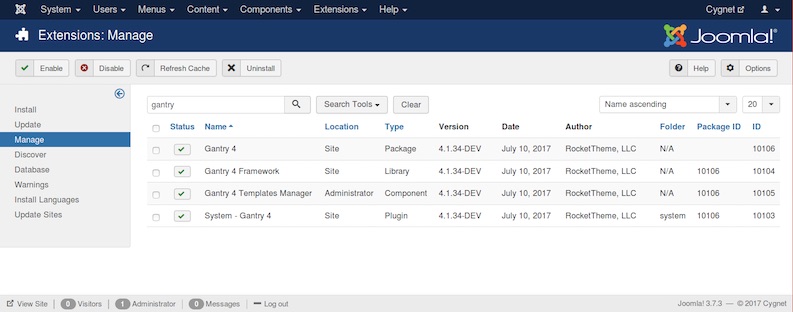 System Users Menus Content Components Extensions Help Cygnet
Extensions: Manage Joomla!®
Enable Disable Refresh Cache Uninstall Help Options
gantry Search Tools Clear Name ascending 20
Install
Update
Manage
Discover
Database
Warnings
Install Languages
Update Sites
Status Name Location Type Version Date Author Folder Package ID ID
Gantry 4 Site Package 4.1.34-DEV July 10, 2017 RocketTheme, LLC N/A 10106
Gantry 4 Framework Site Library 4.1.34-DEV July 10, 2017 RocketTheme, LLC N/A 10106 10104
Gantry 4 Templates Manager Administrator Component 4.1.34-DEV July 10, 2017 RocketTheme, LLC N/A 10106 10105
System - Gantry 4 Site Plugin 4.1.34-DEV July 10, 2017 RocketTheme, LLC system 10106 10103
View Site | 0 Visitors | 1 Administrator | 0 Messages | Log out Joomla! 3.7.3 — © 2017 Cygnet